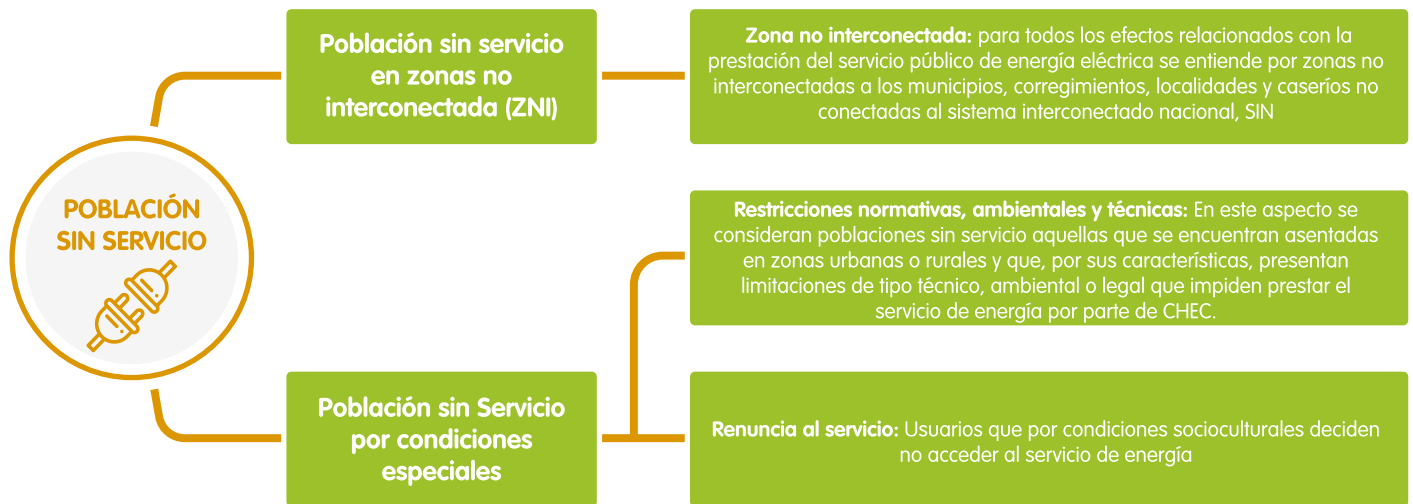 POBLACIÓN
SIN SERVICIO
Población sin servicio
en zonas no
interconectada (ZNI)
Zona no interconectada: para todos los efectos relacionados con la
prestación del servicio público de energía eléctrica se entiende por zonas no
interconectadas a los municipios, corregimientos, localidades y caseríos no
conectadas al sistema interconectado nacional, SIN
Población sin Servicio
por condiciones
especiales
Restricciones normativas, ambientales y técnicas: En este aspecto se
consideran poblaciones sin servicio aquellas que se encuentran asentadas
en zonas urbanas o rurales y que, por sus características, presentan
limitaciones de tipo técnico, ambiental o legal que impiden prestar el
servicio de energía por parte de CHEC.
Renuncia al servicio: Usuarios que por condiciones socioculturales deciden
no acceder al servicio de energía